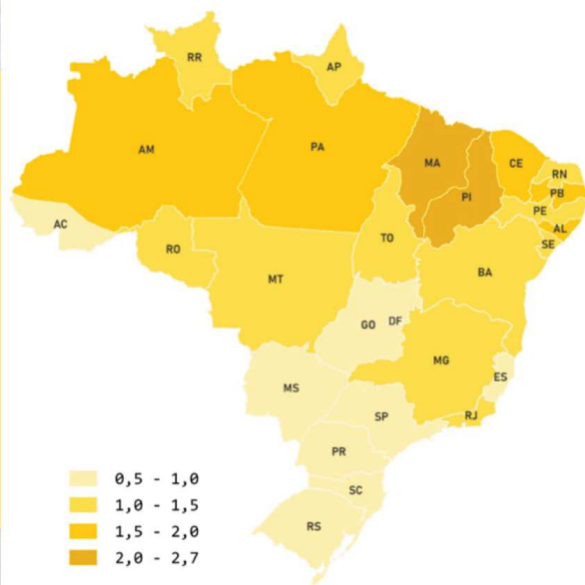 RR
AP
AM
PA
MA
CE
RN
PB
PI
PE
AL
SE
AC
RO
TO
MT
BA
GO
DF
MG
ES
MS
SP
RJ
PR
SC
RS
0,5 - 1,0
1,0 - 1,5
1,5 - 2,0
2,0 - 2,7